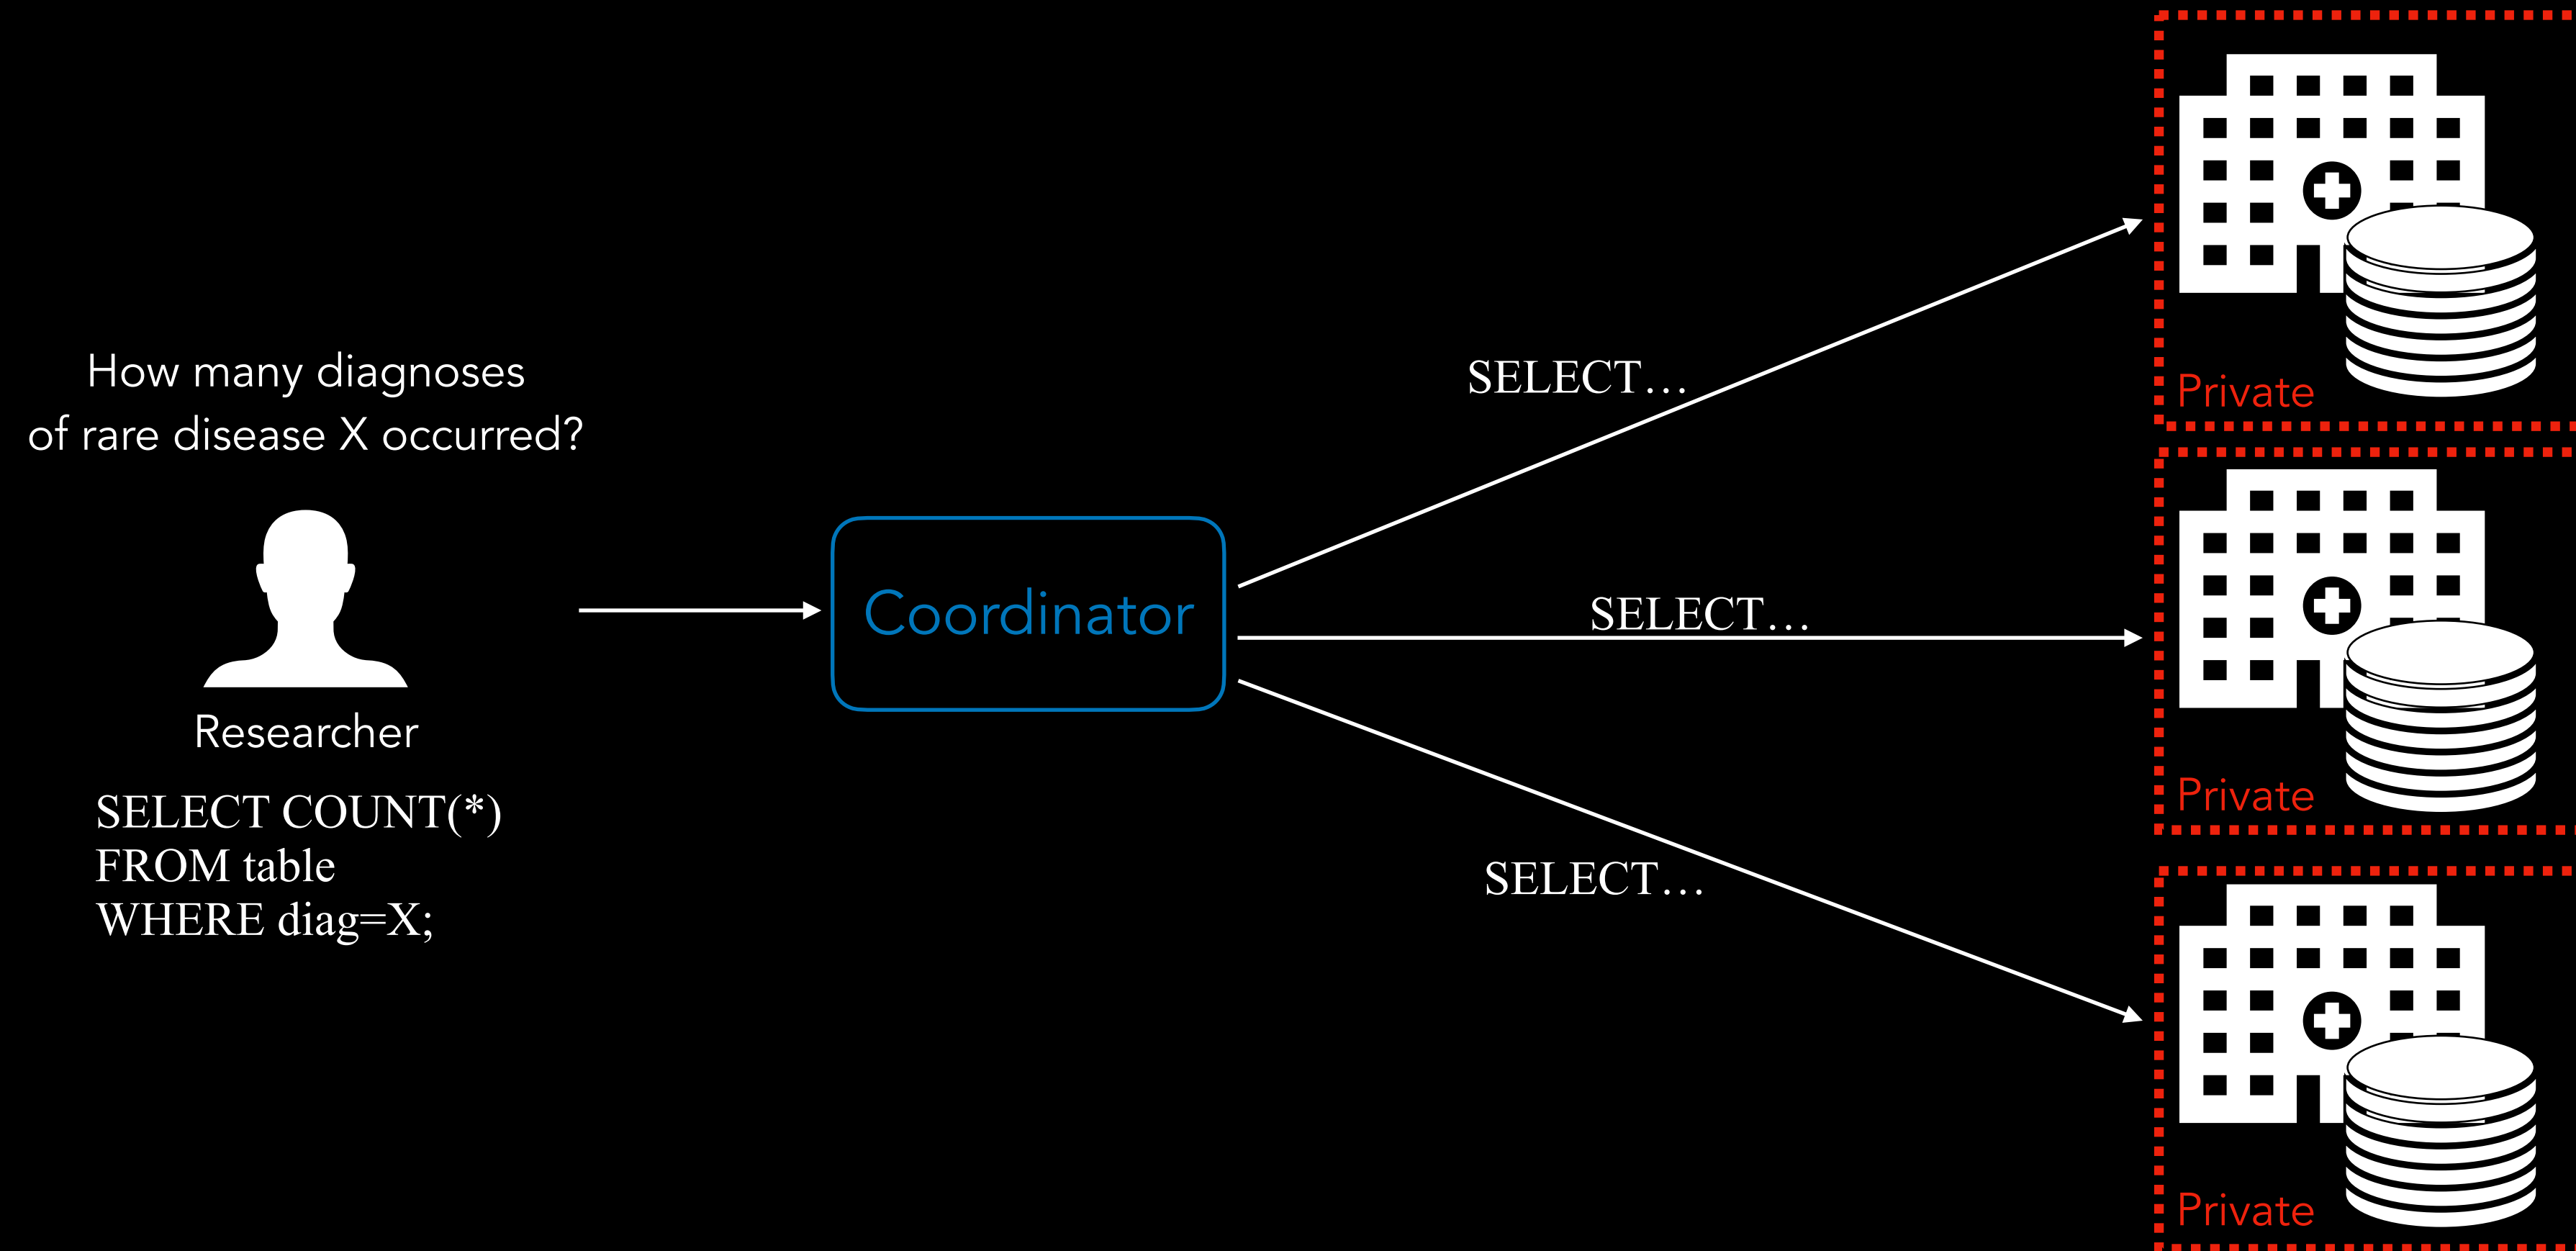 How many diagnoses
of rare disease X occurred?
Researcher
SELECT COUNT(*)
FROM table
WHERE diag=X;
Coordinator
SELECT…
SELECT…
SELECT…
Private
Private
Private